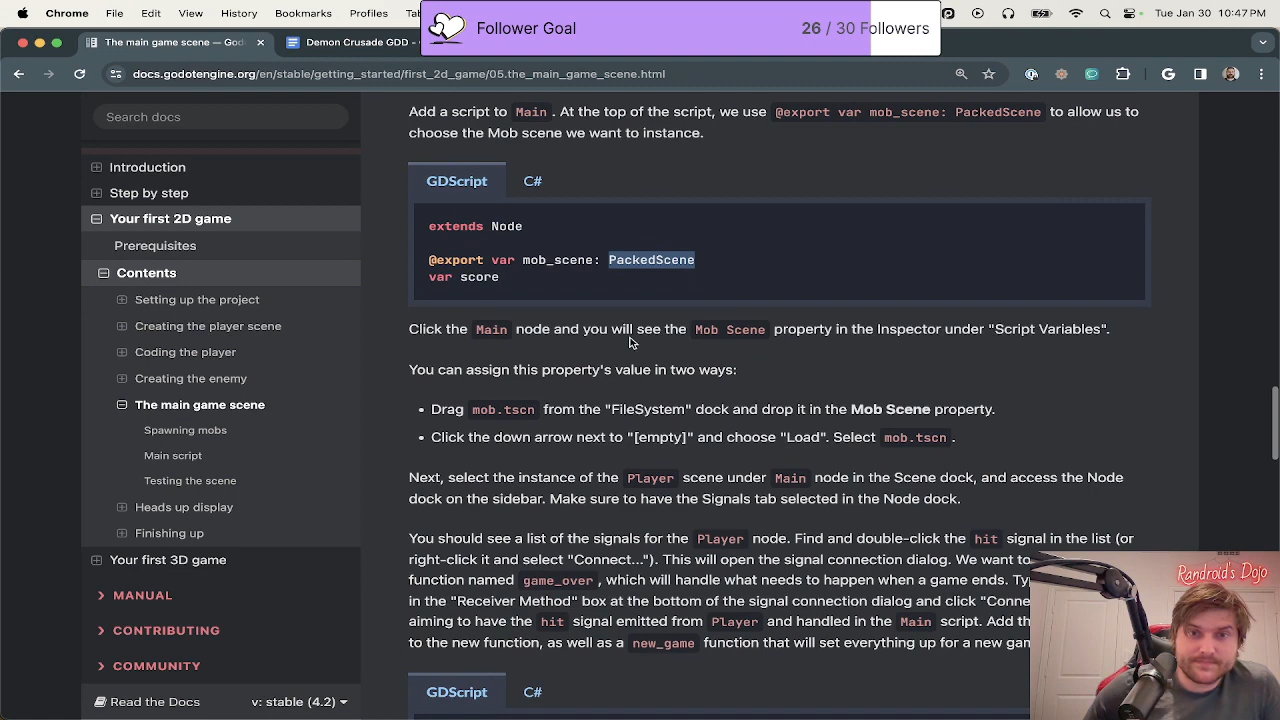 Chrome
File
Edit
View
Hist
Tue Jan 30 10:47 PM
Follower Goal
26 / 30 Followers
The main game scene — Go
Demon Crusade GDD -
docs.godotengine.org/en/stable/getting_started/first_2d_game/05.the_main_game_scene.html
Search docs
Introduction
Step by step
Your first 2D game
Prerequisites
Contents
Setting up the project
Creating the player scene
Coding the player
Creating the enemy
The main game scene
Spawning mobs
Main script
Testing the scene
Heads up display
Finishing up
Your first 3D game
MANUAL
CONTRIBUTING
COMMUNITY
Read the Docs
v: stable (4.2)
Add a script to Main. At the top of the script, we use @export var mob_scene: PackedScene to allow us to
choose the Mob scene we want to instance.
GDScript C#
extends Node
@export var mob_scene: PackedScene
var score
Click the Main node and you will see the Mob Scene property in the Inspector under "Script Variables".
You can assign this property's value in two ways:
• Drag mob.tscn from the "FileSystem" dock and drop it in the Mob Scene property.
• Click the down arrow next to "[empty]" and choose "Load". Select mob.tscn.
Next, select the instance of the Player scene under Main node in the Scene dock, and access the Node
dock on the sidebar. Make sure to have the Signals tab selected in the Node dock.
You should see a list of the signals for the Player node. Find and double-click the hit signal in the list (or
right-click it and select "Connect..."). This will open the signal connection dialog. We want to
function named game_over, which will handle what needs to happen when a game ends. Ty
in the "Receiver Method" box at the bottom of the signal connection dialog and click "Conne
aiming to have the hit signal emitted from Player and handled in the Main script. Add th
to the new function, as well as a new_game function that will set everything up for a new ga
GDScript C#
Randroid's Dojo